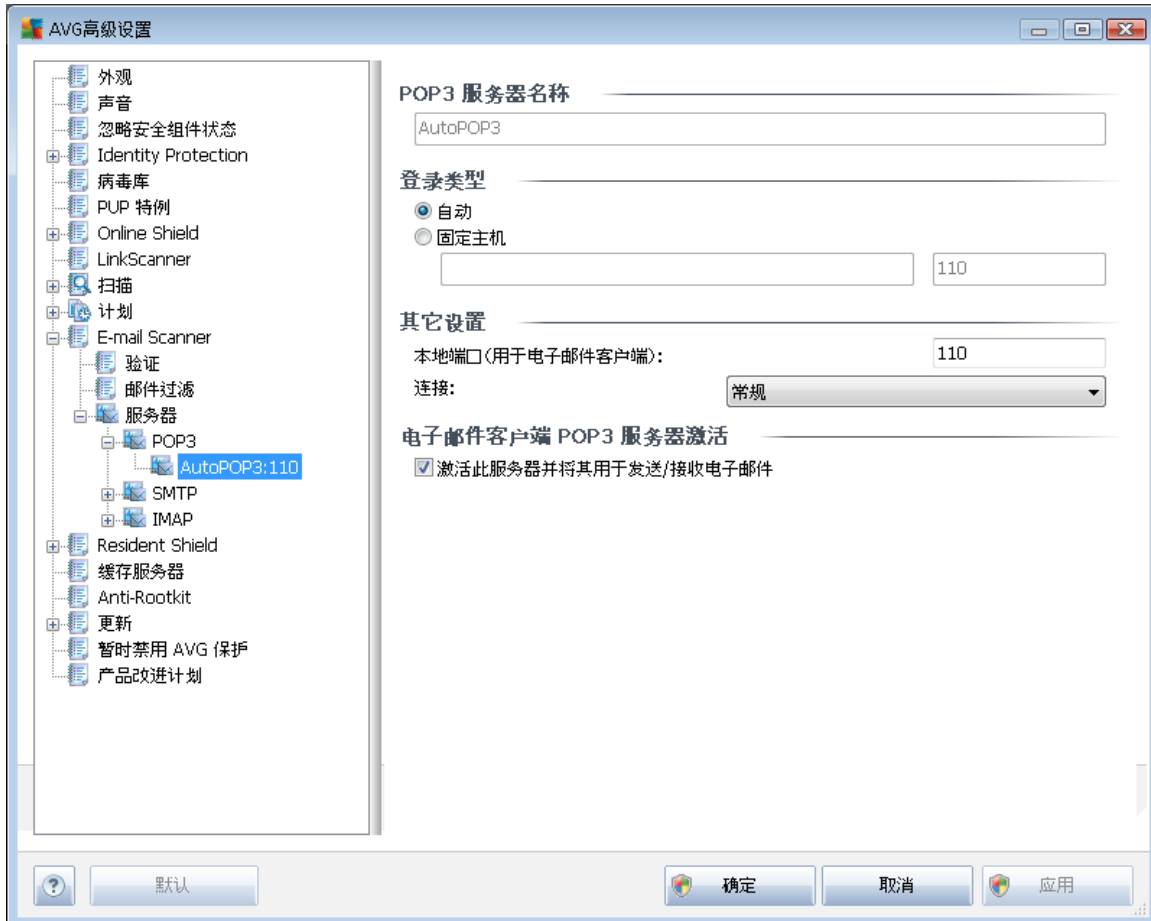 AVG高级设置
外观
声音
忽略安全组件状态
Identity Protection
病毒库
PUP 特例
Online Shield
LinkScanner
扫描
计划
E-mail Scanner
验证
邮件过滤
服务器
POP3
AutoPOP3:110
SMTP
IMAP
Resident Shield
缓存服务器
Anti-Rootkit
更新
暂时禁用 AVG 保护
产品改进计划
POP3 服务器名称
AutoPOP3
登录类型
自动
固定主机
110
其它设置
本地端口(用于电子邮件客户端): 110
连接: 常规
电子邮件客户端 POP3 服务器激活
激活此服务器并将其用于发送/接收电子邮件
? 默认 确定 取消 应用